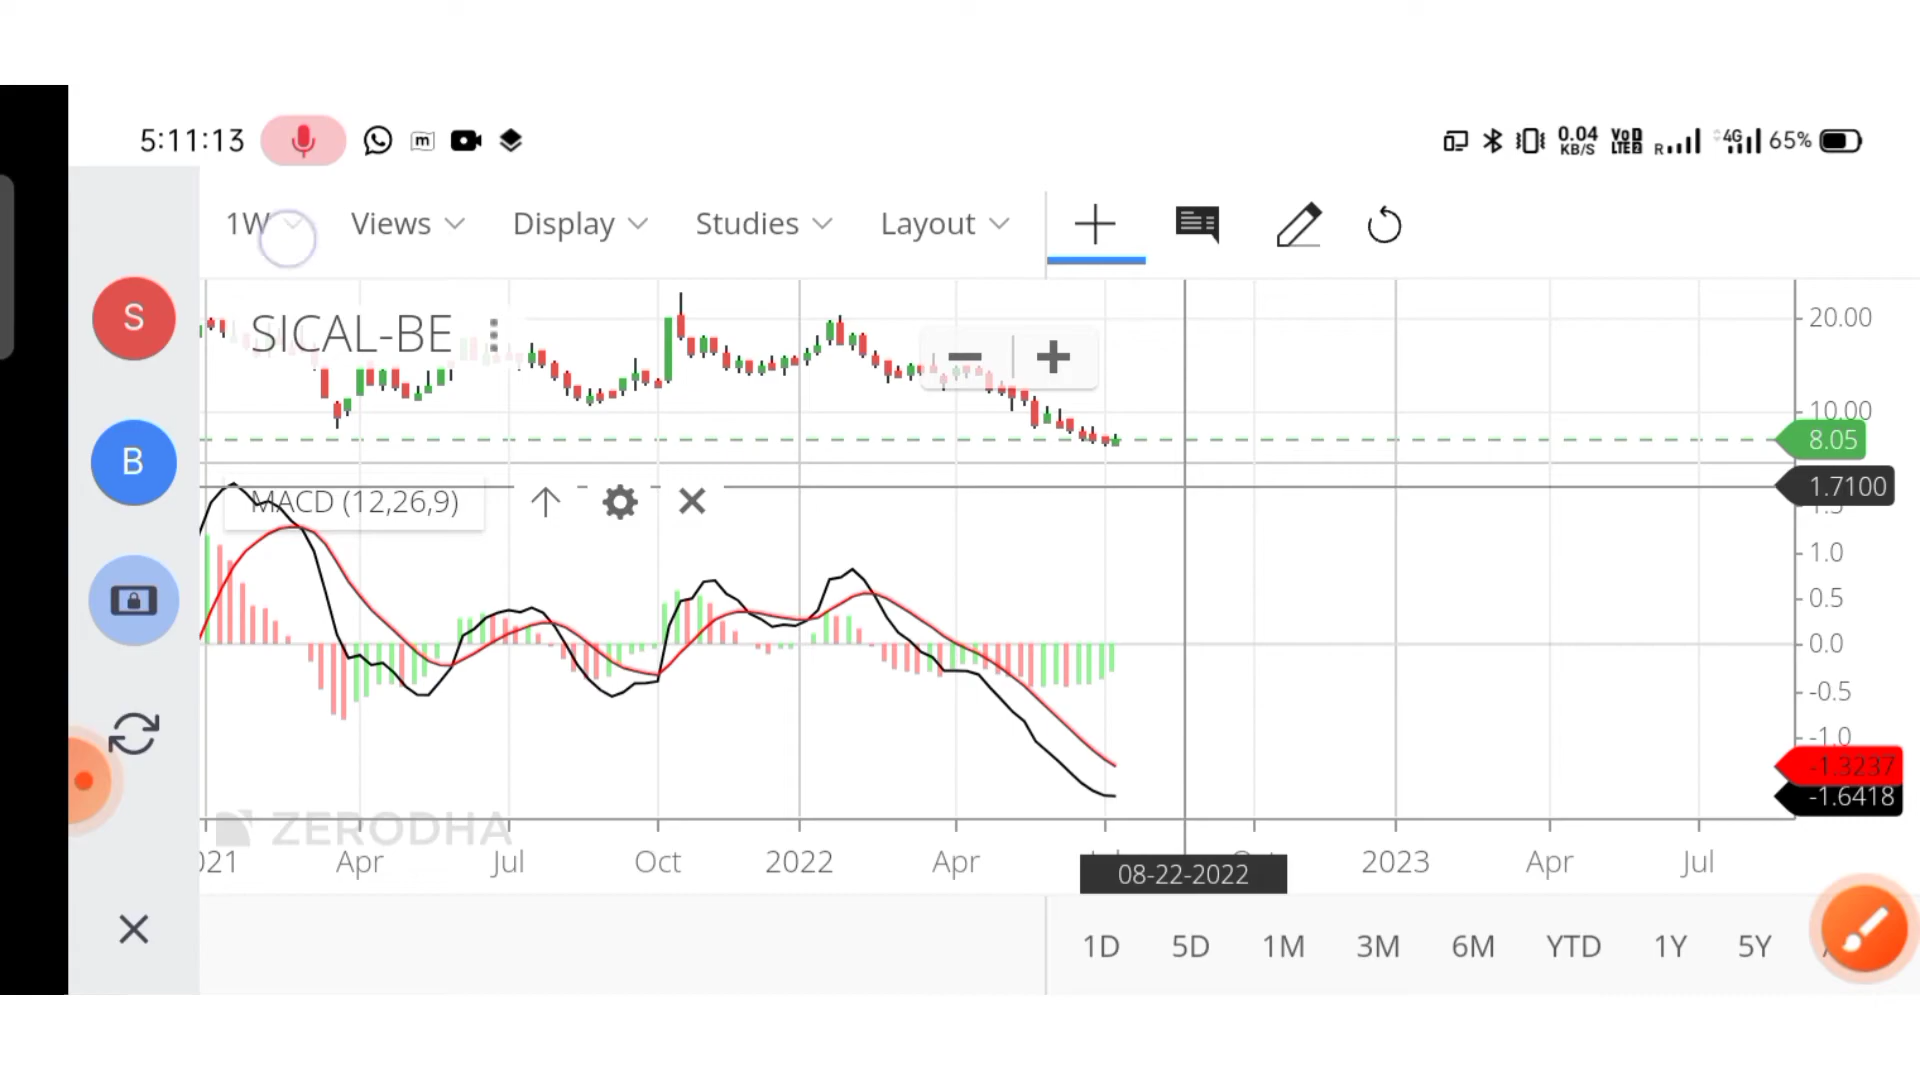 5:11:13 m 0.04 KB/S VoD LTE2 R 4G 65%
1W Views Display Studies Layout
S
SICAL-BE
20.00
10.00
8.05
B
MACD (12,26,9)
1.7100
1.0
0.5
0.0
-0.5
-1.0
-1.3237
-1.6418
ZERODHA
Apr Jul Oct 2022 Apr 2023 Apr Jul
08-22-2022
1D 5D 1M 3M 6M YTD 1Y 5Y